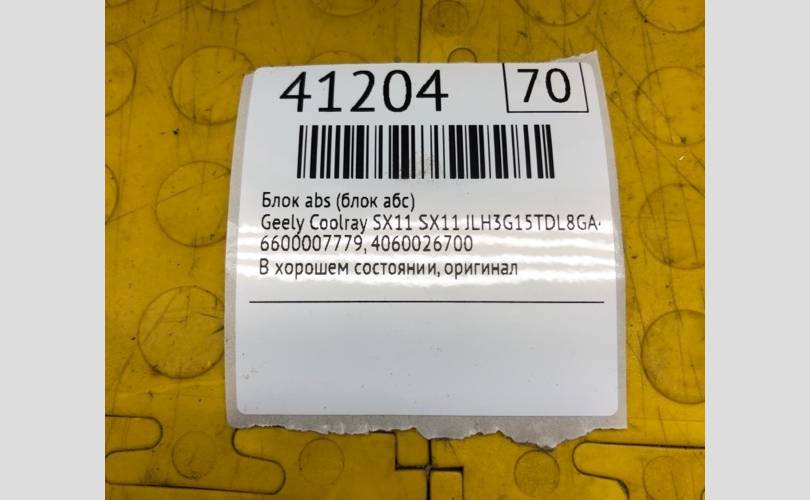 41204 70
Блок abs (блок абс)
Geely Coolray SX11 SX11 JLH3G15TDL8GA-
6600007779, 4060026700
В хорошем состоянии, оригинал